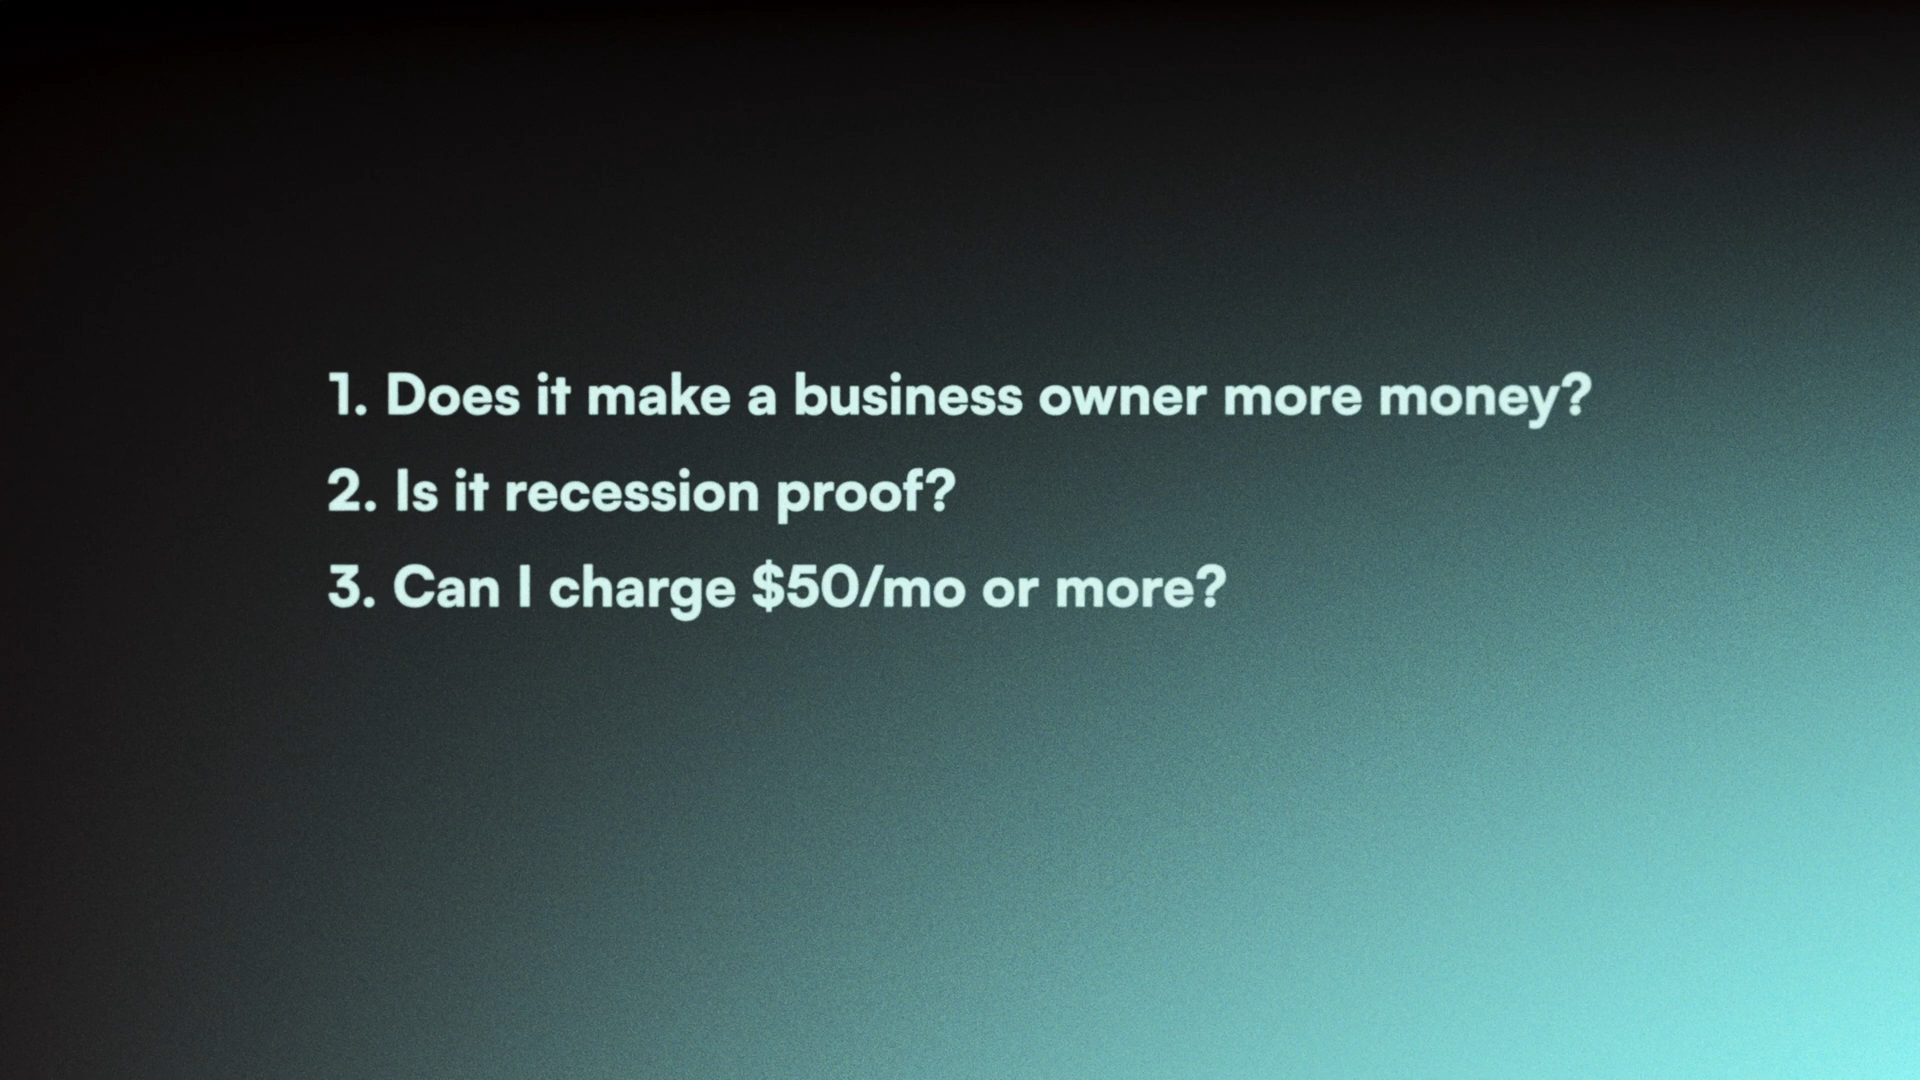 1. Does it make a business owner more money?
2. Is it recession proof?
3. Can I charge $50/mo or more?